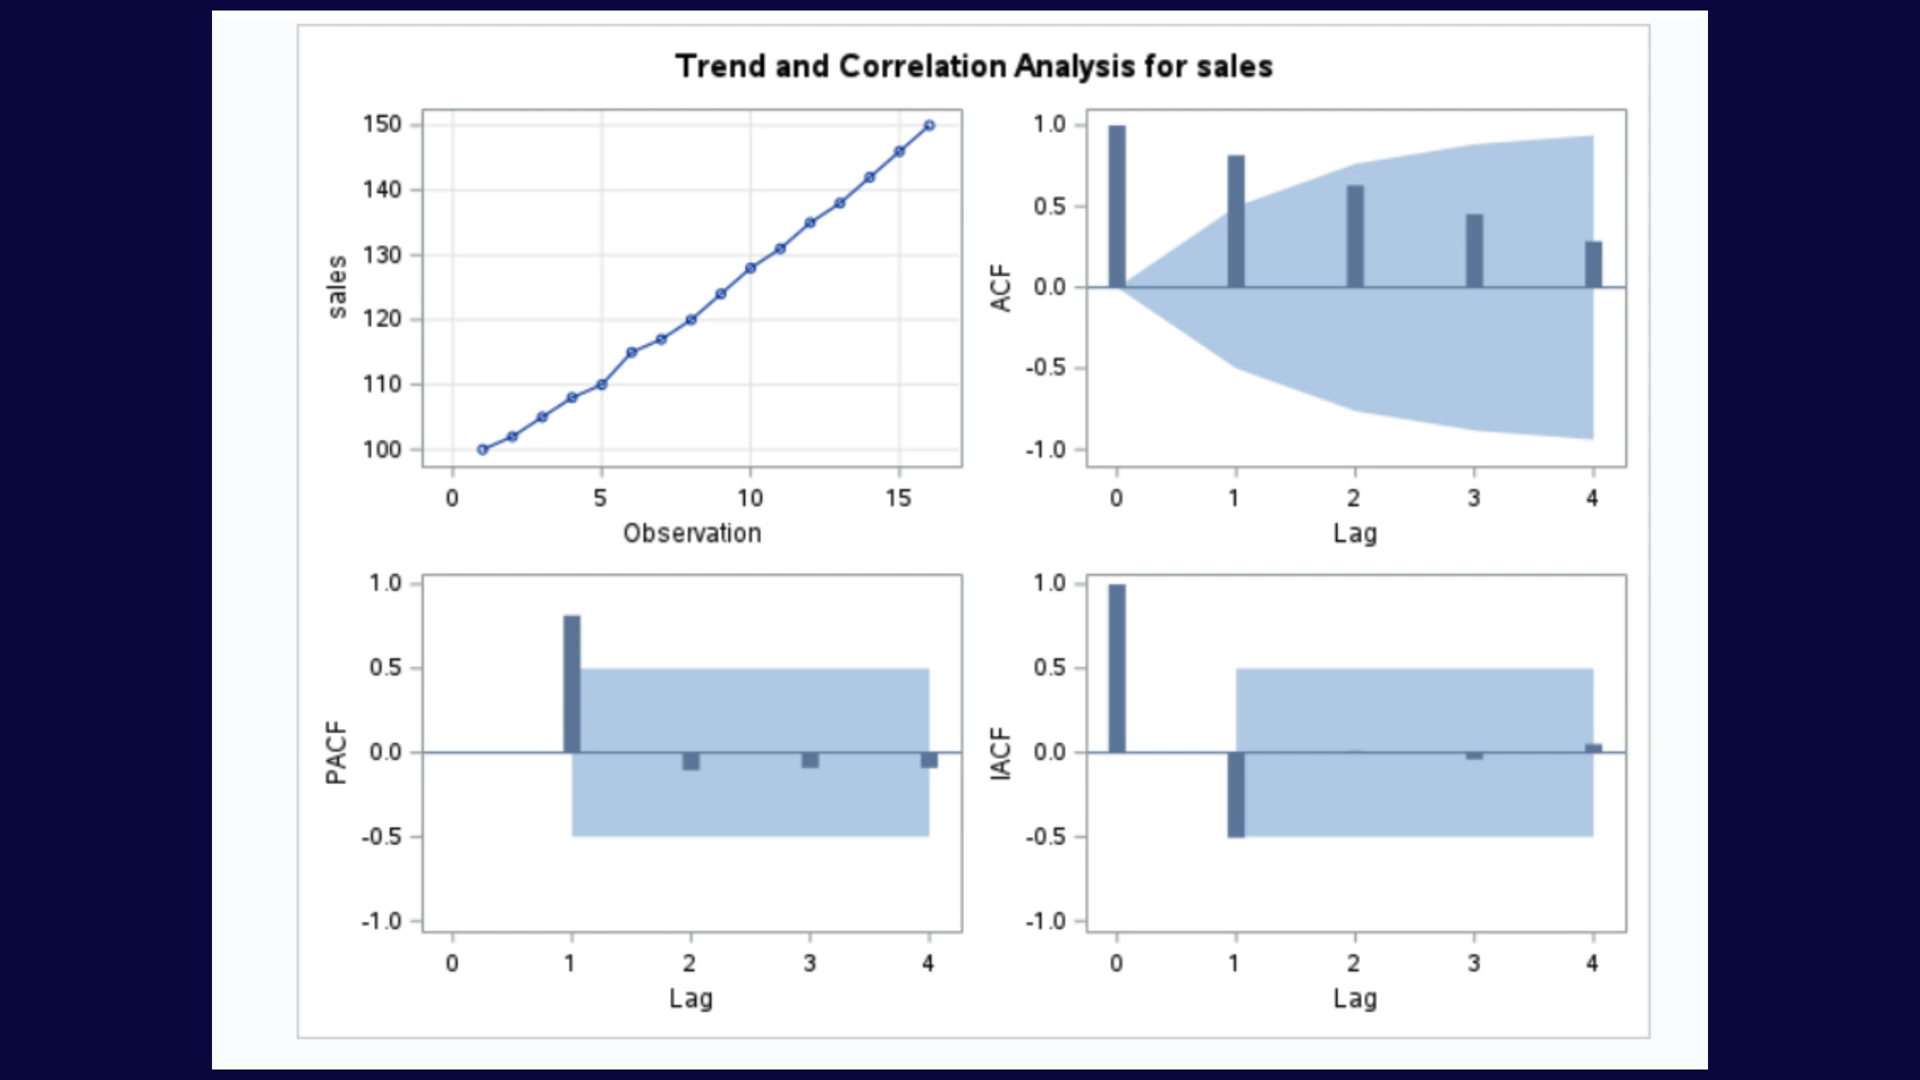 Trend and Correlation Analysis for sales
150
140
130
120
110
100
sales
0 5 10 15
Observation
1.0
0.5
0.0
-0.5
-1.0
ACF
0 1 2 3 4
Lag
1.0
0.5
0.0
-0.5
-1.0
PACF
0 1 2 3 4
Lag
1.0
0.5
0.0
-0.5
-1.0
IACF
0 1 2 3 4
Lag